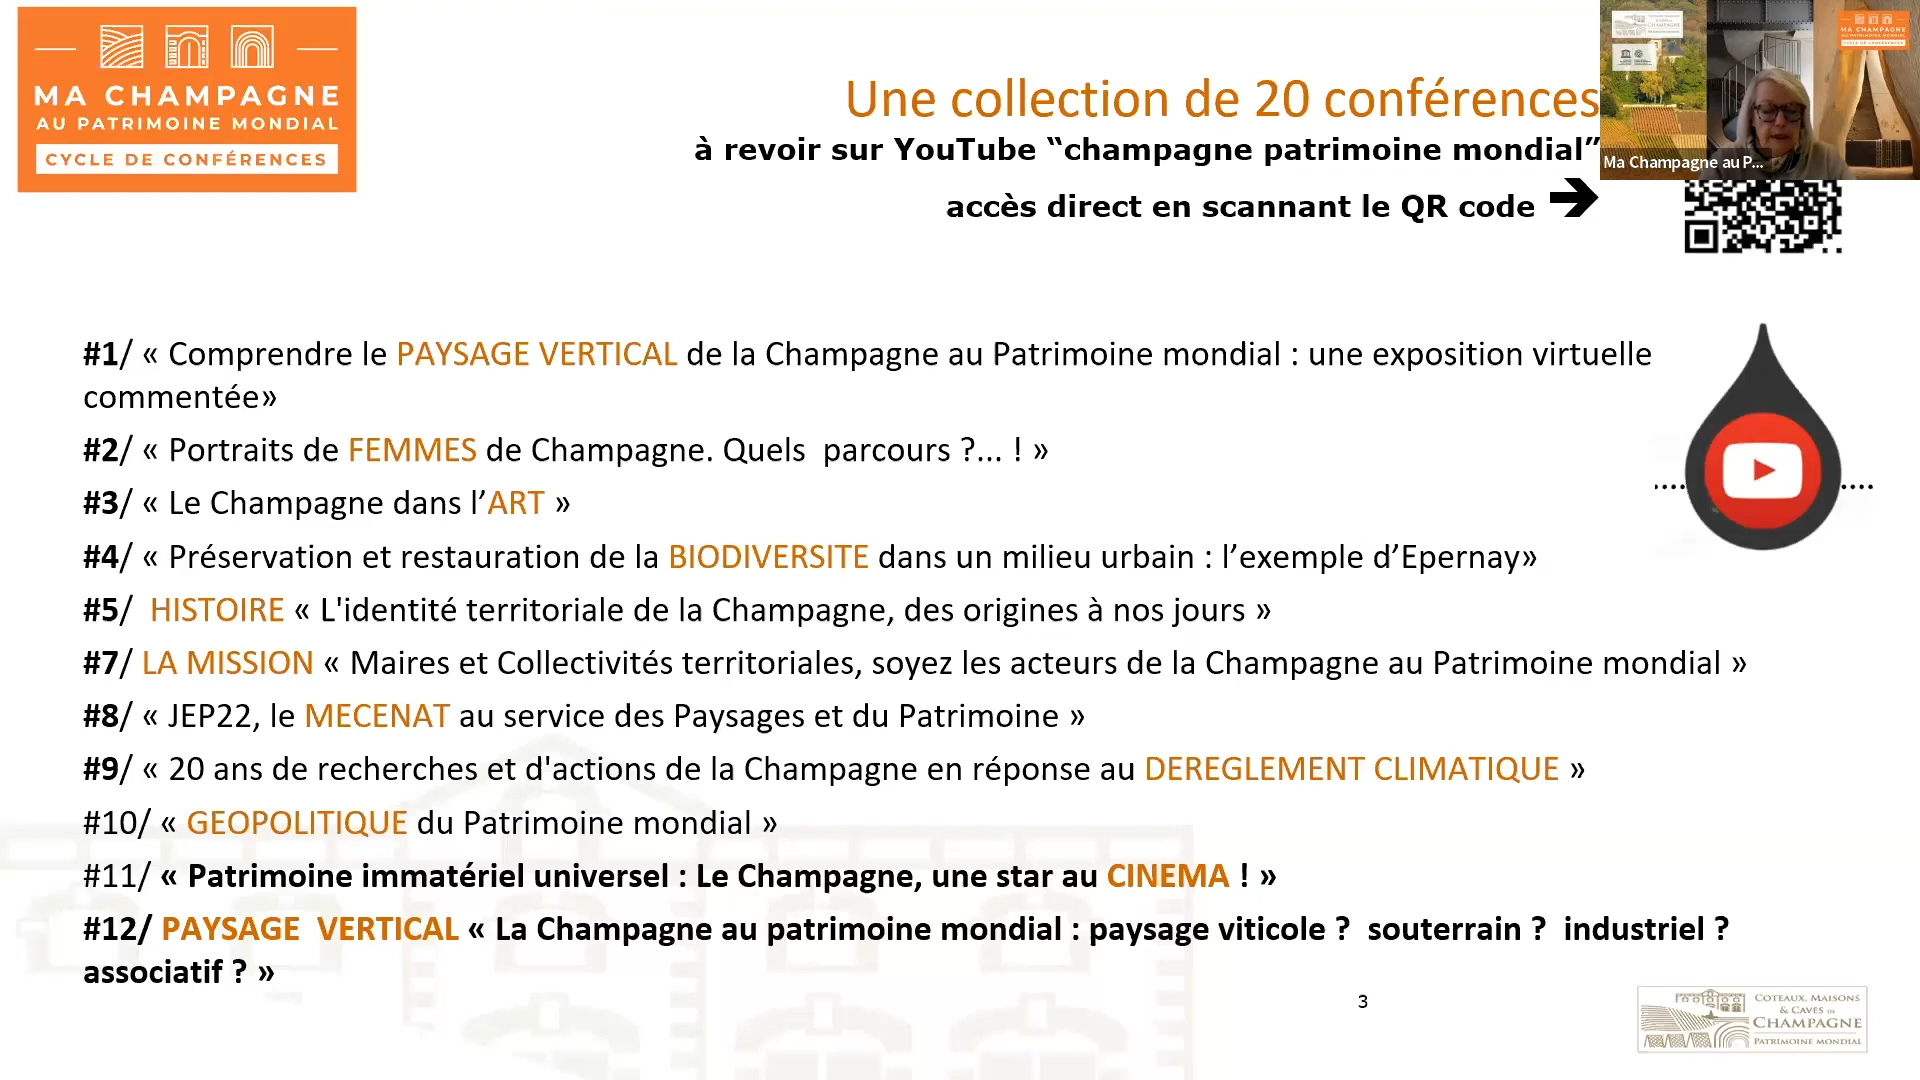 MA CHAMPAGNE
AU PATRIMOINE MONDIAL
CYCLE DE CONFÉRENCES
Une collection de 20 conférences
à revoir sur YouTube “champagne patrimoine mondial”
accès direct en scannant le QR code
Ma Champagne au P...
MA CHAMPAGNE
AU PATRIMOINE MONDIAL
CYCLE DE CONFÉRENCES
#1/ « Comprendre le PAYSAGE VERTICAL de la Champagne au Patrimoine mondial : une exposition virtuelle
commentée»
#2/ « Portraits de FEMMES de Champagne. Quels  parcours ?... ! »
#3/ « Le Champagne dans l’ART »
#4/ « Préservation et restauration de la BIODIVERSITE dans un milieu urbain : l’exemple d’Epernay»
#5/  HISTOIRE « L'identité territoriale de la Champagne, des origines à nos jours »
#7/ LA MISSION « Maires et Collectivités territoriales, soyez les acteurs de la Champagne au Patrimoine mondial »
#8/ « JEP22, le MECENAT au service des Paysages et du Patrimoine »
#9/ « 20 ans de recherches et d'actions de la Champagne en réponse au DEREGLEMENT CLIMATIQUE »
#10/ « GEOPOLITIQUE du Patrimoine mondial »
#11/ « Patrimoine immatériel universel : Le Champagne, une star au CINEMA ! »
#12/ PAYSAGE  VERTICAL « La Champagne au patrimoine mondial : paysage viticole ?  souterrain ?  industriel ?
associatif ? »
3
COTEAUX, MAISONS
& CAVES DE
CHAMPAGNE
PATRIMOINE MONDIAL